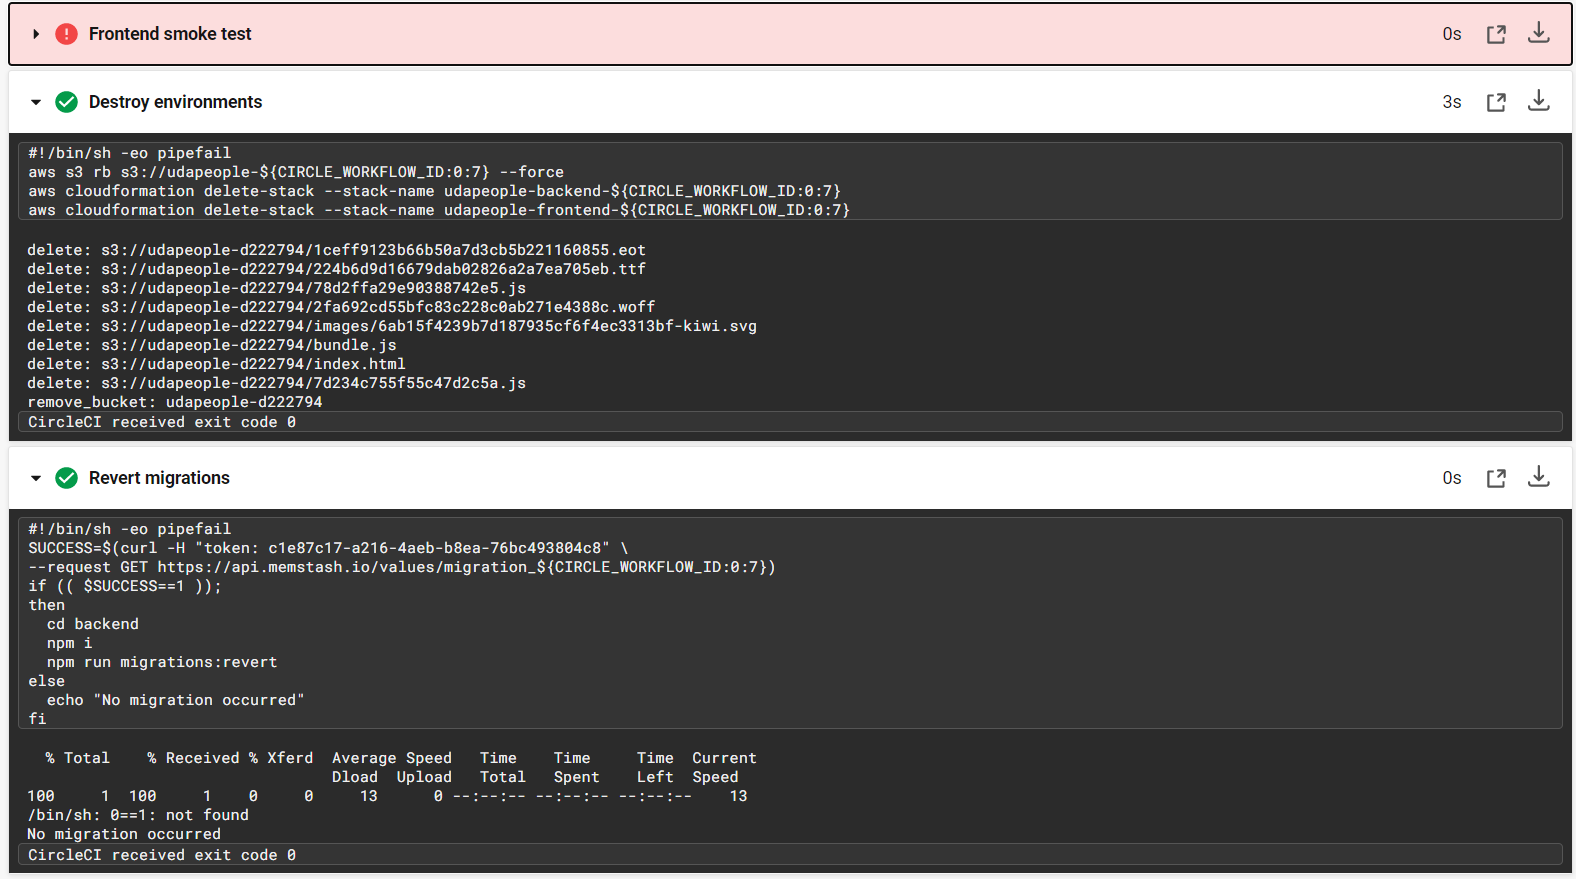 Frontend smoke test 0s
Destroy environments 3s
#!/bin/sh -eo pipefail
aws s3 rb s3://udapeople-${CIRCLE_WORKFLOW_ID:0:7} --force
aws cloudformation delete-stack --stack-name udapeople-backend-${CIRCLE_WORKFLOW_ID:0:7}
aws cloudformation delete-stack --stack-name udapeople-frontend-${CIRCLE_WORKFLOW_ID:0:7}
delete: s3://udapeople-d222794/1ceff9123b66b50a7d3cb5b221160855.eot
delete: s3://udapeople-d222794/224b6d9d16679dab02826a2a7ea705eb.ttf
delete: s3://udapeople-d222794/78d2ffa29e90388742e5.js
delete: s3://udapeople-d222794/2fa692cd55bfc83c228c0ab271e4388c.woff
delete: s3://udapeople-d222794/images/6ab15f4239b7d187935cf6f4ec3313bf-kiwi.svg
delete: s3://udapeople-d222794/bundle.js
delete: s3://udapeople-d222794/index.html
delete: s3://udapeople-d222794/7d234c755f55c47d2c5a.js
remove_bucket: udapeople-d222794
CircleCI received exit code 0
Revert migrations 0s
#!/bin/sh -eo pipefail
SUCCESS=$(curl -H "token: c1e87c17-a216-4aeb-b8ea-76bc493804c8" \
--request GET https://api.memstash.io/values/migration_${CIRCLE_WORKFLOW_ID:0:7})
if (( $SUCCESS==1 ));
then
  cd backend
  npm i
  npm run migrations:revert
else
  echo "No migration occurred"
fi
  % Total    % Received % Xferd  Average Speed   Time    Time     Time  Current
                                 Dload  Upload   Total   Spent    Left  Speed
100     1  100     1    0     0     13      0 --:--:-- --:--:-- --:--:--    13
/bin/sh: 0==1: not found
No migration occurred
CircleCI received exit code 0